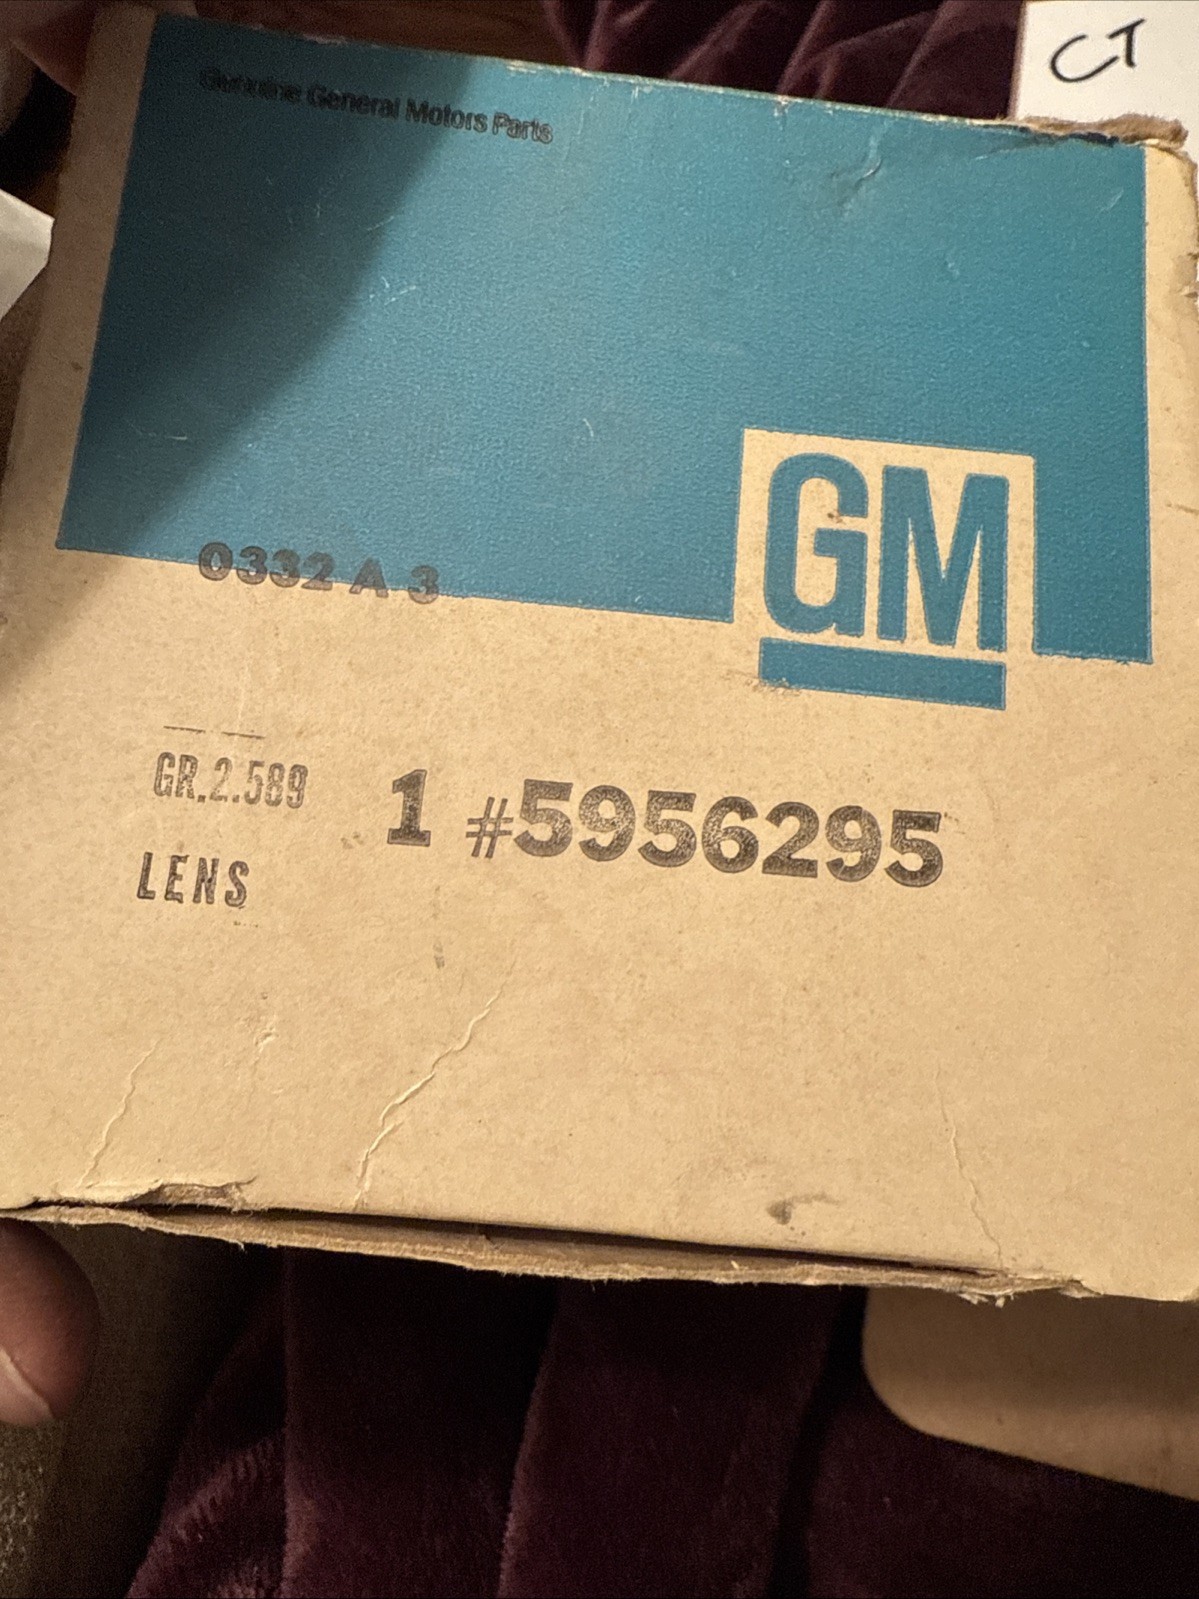 CT
Genuine General Motors Parts
GM
0332 A 3
GR.2.589
1 #5956295
LENS